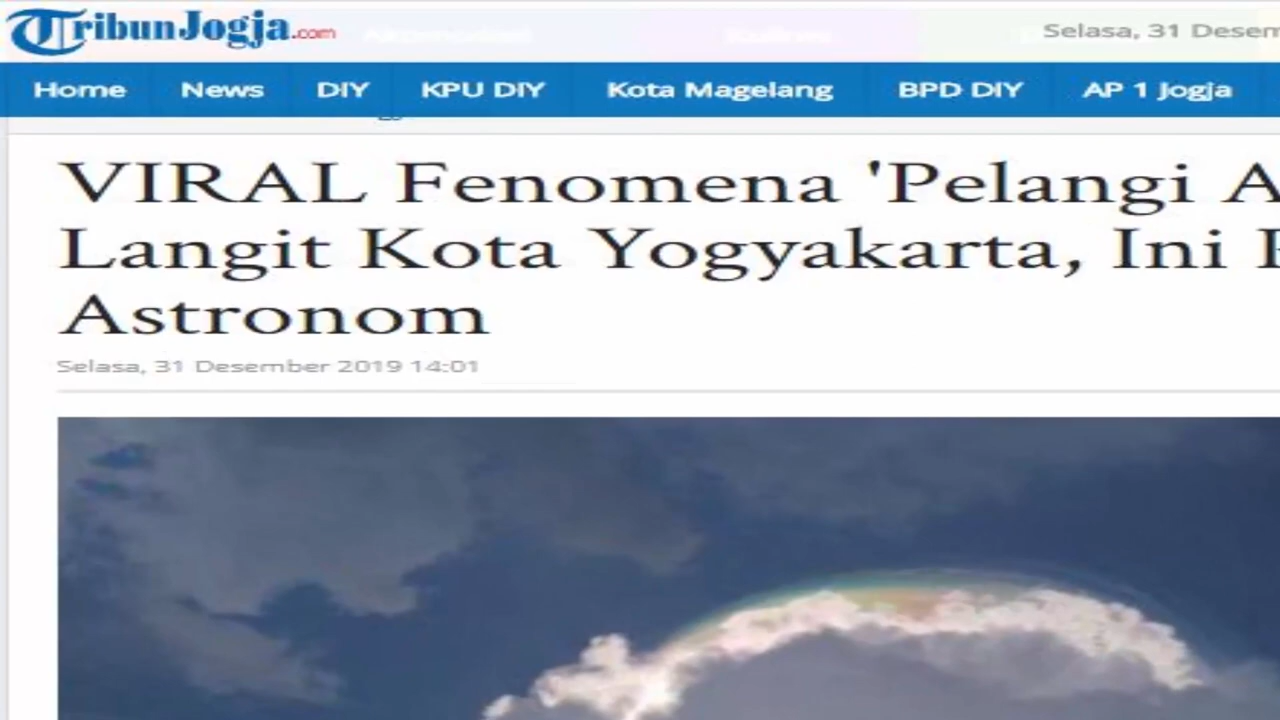 TribunJogja.com
Selasa, 31 Desem
Home News DIY KPU DIY Kota Magelang BPD DIY AP 1 Jogja
VIRAL Fenomena 'Pelangi A
Langit Kota Yogyakarta, Ini
Astronom
Selasa, 31 Desember 2019 14:01